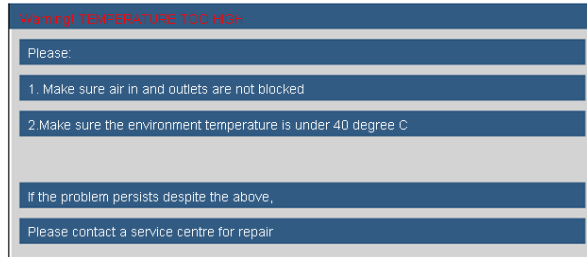 Warning! TEMPERATURE TOO HIGH
Please:
1. Make sure air in and outlets are not blocked
2.Make sure the environment temperature is under 40 degree C
If the problem persists despite the above,
Please contact a service centre for repair